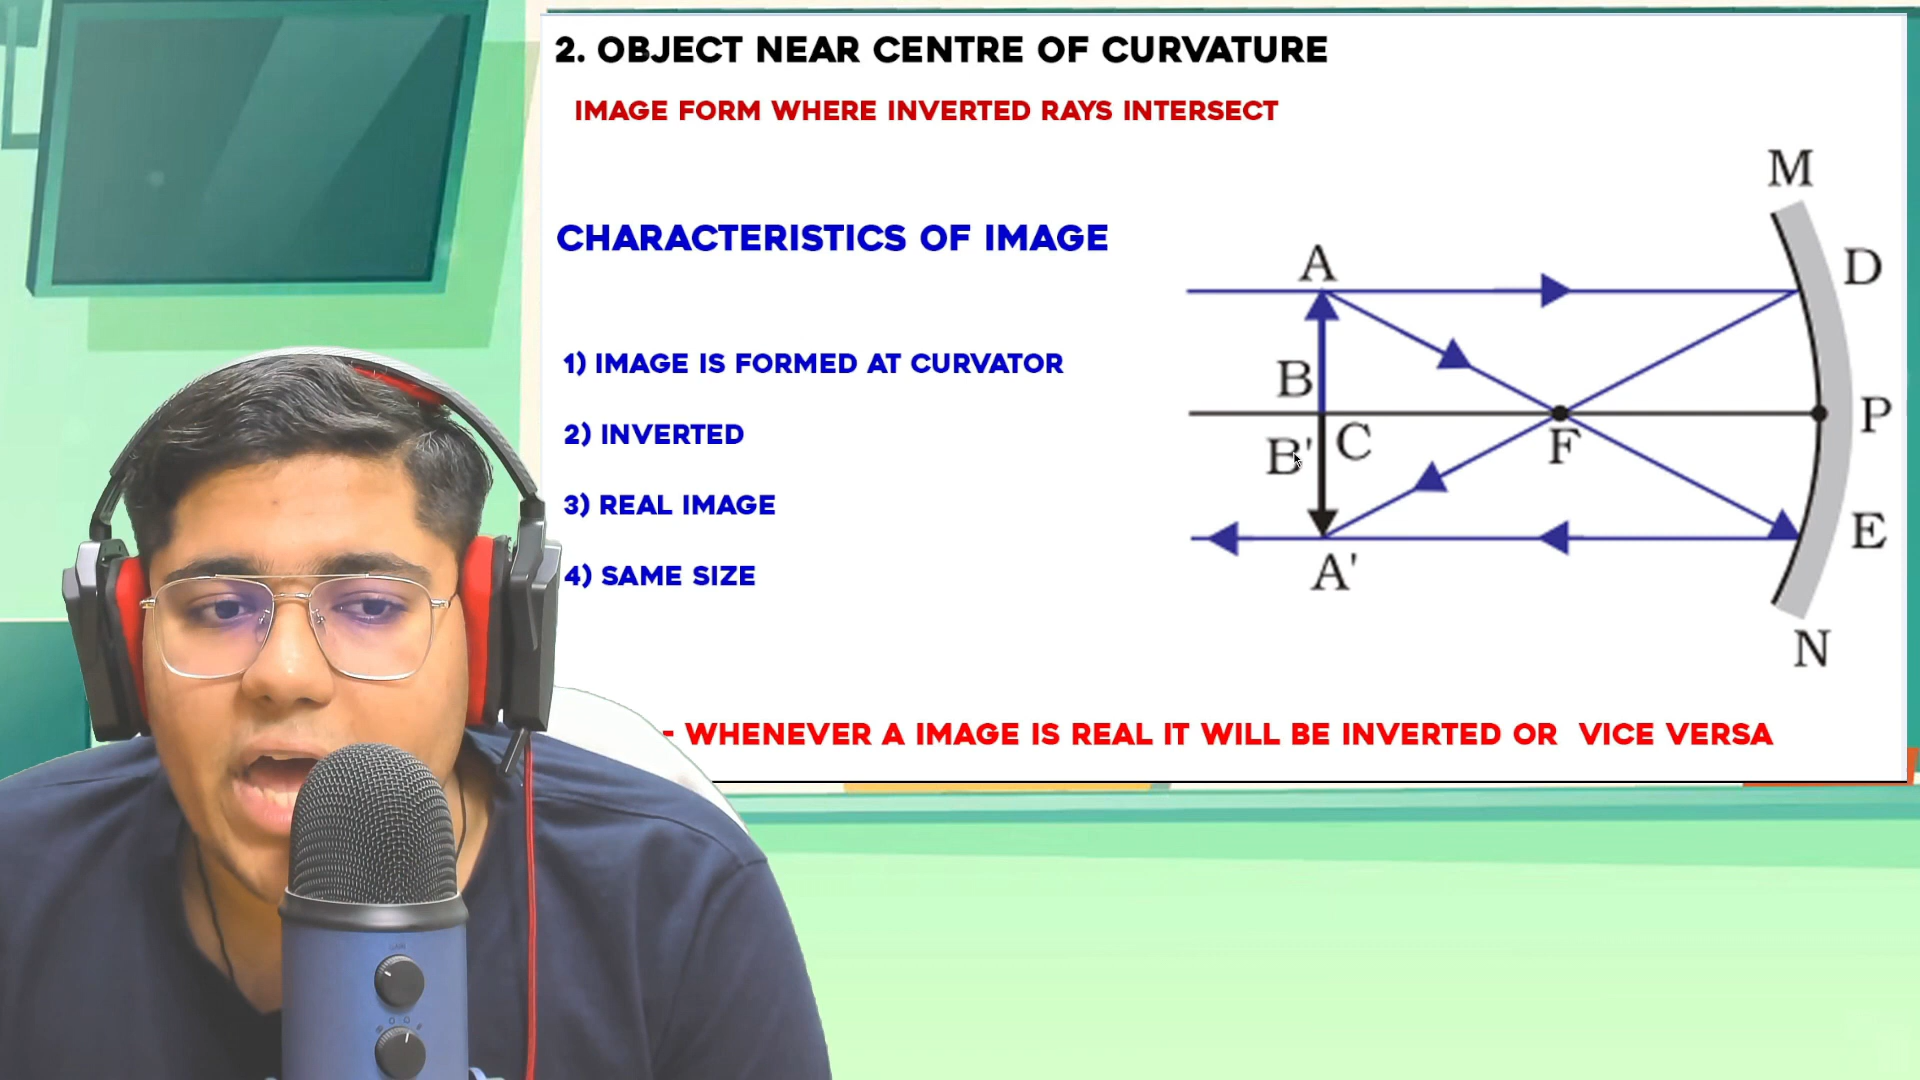 2. OBJECT NEAR CENTRE OF CURVATURE
IMAGE FORM WHERE INVERTED RAYS INTERSECT
CHARACTERISTICS OF IMAGE
1) IMAGE IS FORMED AT CURVATOR
2) INVERTED
3) REAL IMAGE
4) SAME SIZE
M
A
D
B
P
B' C
F
E
A'
N
- WHENEVER A IMAGE IS REAL IT WILL BE INVERTED OR VICE VERSA